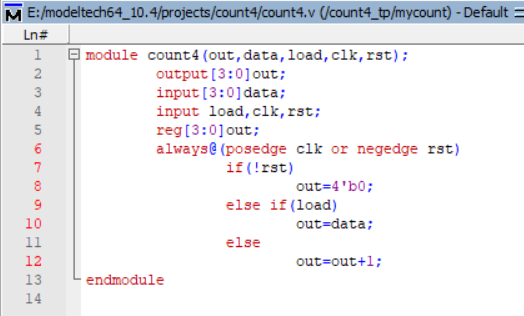 E:/modeltech64_10.4/projects/count4/count4.v (/count4_tp/mycount) - Default
Ln#
1 module count4(out,data,load,clk,rst);
2 output[3:0]out;
3 input[3:0]data;
4 input load,clk,rst;
5 reg[3:0]out;
6 always@(posedge clk or negedge rst)
7 if(!rst)
8 out=4'b0;
9 else if(load)
10 out=data;
11 else
12 out=out+1;
13 endmodule
14